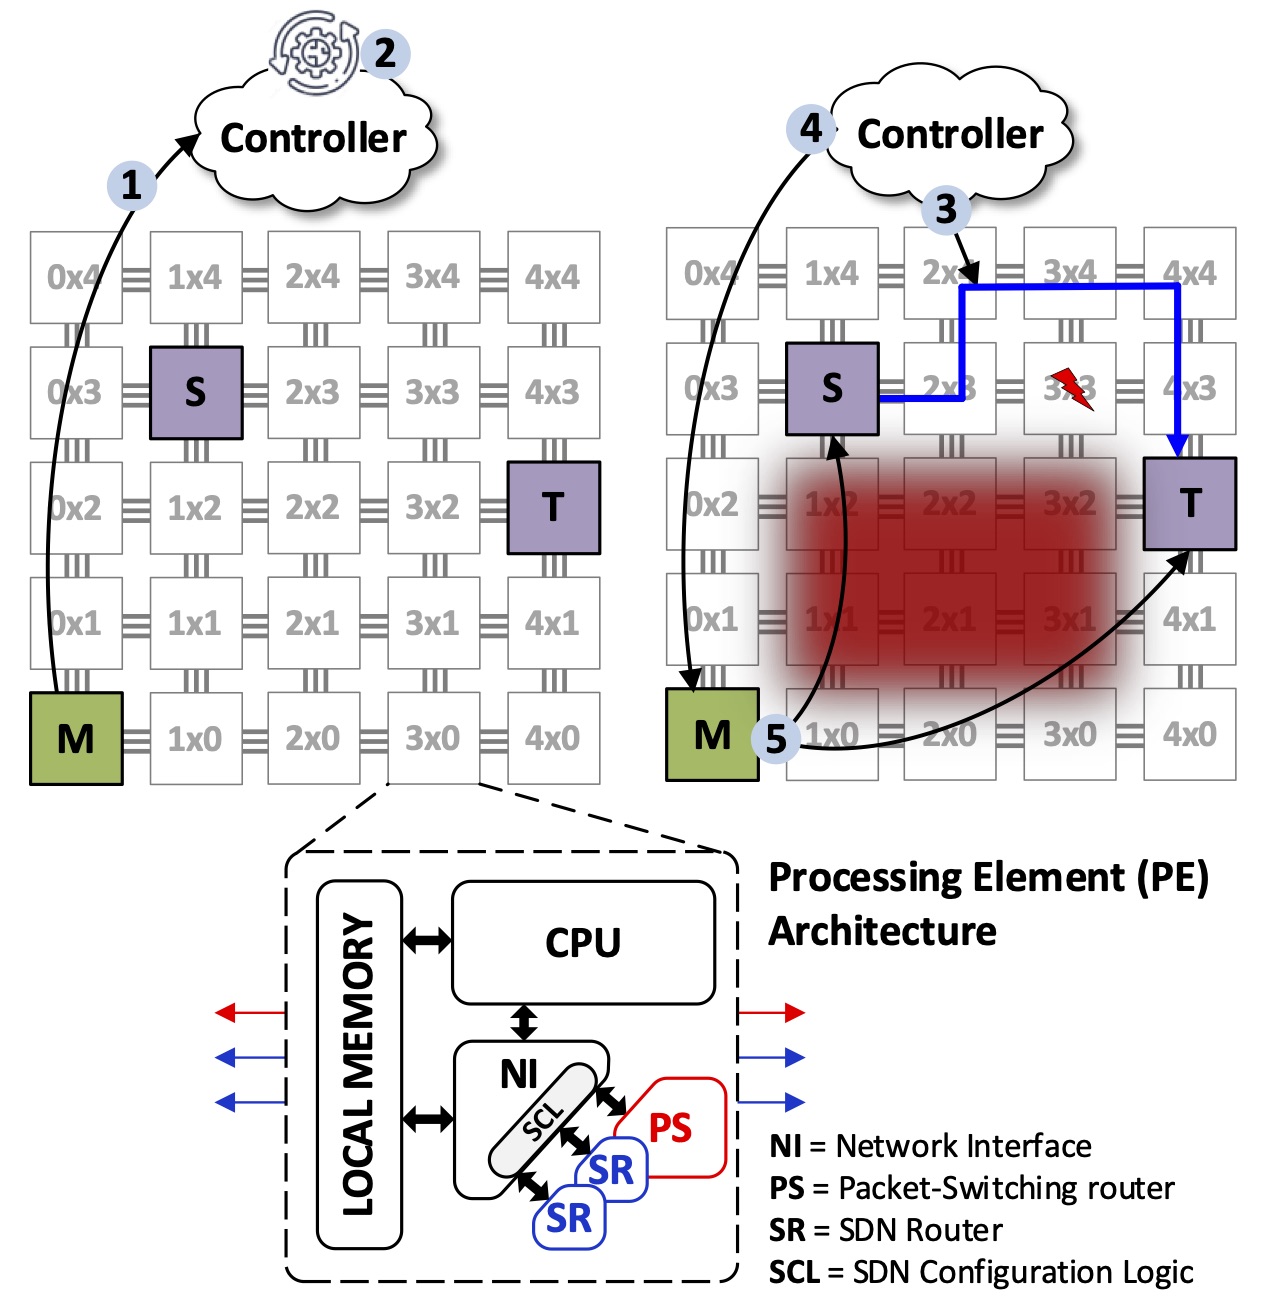 2
Controller
1
0x4 1x4 2x4 3x4 4x4
0x3 S 2x3 3x3 4x3
0x2 1x2 2x2 3x2 T
0x1 1x1 2x1 3x1 4x1
M 1x0 2x0 3x0 4x0
4
Controller
3
0x4 1x4 2x4 3x4 4x4
0x3 S 2x3 3x3 4x3
0x2 1x2 2x2 3x2 T
0x1 1x1 2x1 3x1 4x1
M 5 1x0 2x0 3x0 4x0
Processing Element (PE)
Architecture
LOCAL MEMORY
CPU
NI
SCL
PS
SR
SR
NI = Network Interface
PS = Packet-Switching router
SR = SDN Router
SCL = SDN Configuration Logic